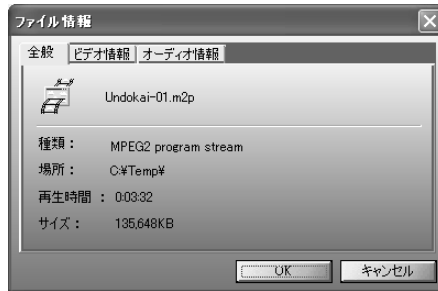 ファイル情報
全般 ビデオ情報 オーディオ情報
Undokai-01.m2p
種類： MPEG2 program stream
場所： C:¥Temp¥
再生時間 ： 0:03:32
サイズ： 135,648KB
OK キャンセル